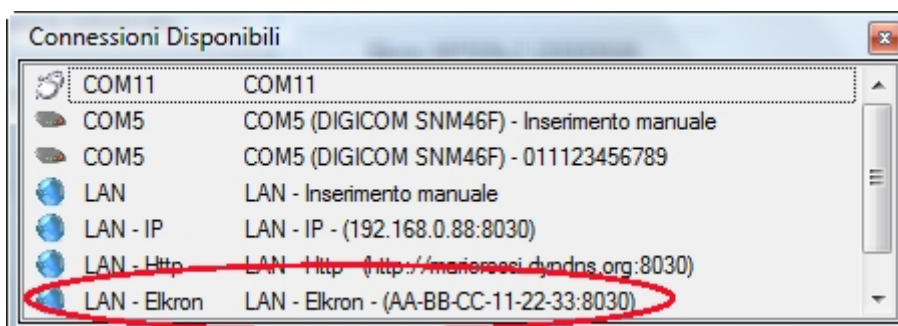 Connessioni Disponibili
COM11 COM11
COM5 COM5 (DIGICOM SNM46F) - Inserimento manuale
COM5 COM5 (DIGICOM SNM46F) - 011123456789
LAN LAN - Inserimento manuale
LAN - IP LAN - IP - (192.168.0.88:8030)
LAN - Http LAN - Http - (http://mariorossi.dyndns.org:8030)
LAN - Elkron LAN - Elkron - (AA-BB-CC-11-22-33:8030)